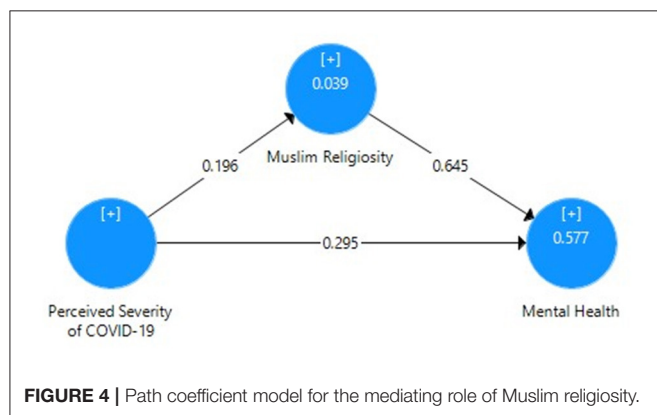 [+]
0.039
Muslim Religiosity
0.196
0.645
[+]
[+]
0.577
0.295
Perceived Severity
of COVID-19
Mental Health
FIGURE 4 | Path coefficient model for the mediating role of Muslim religiosity.